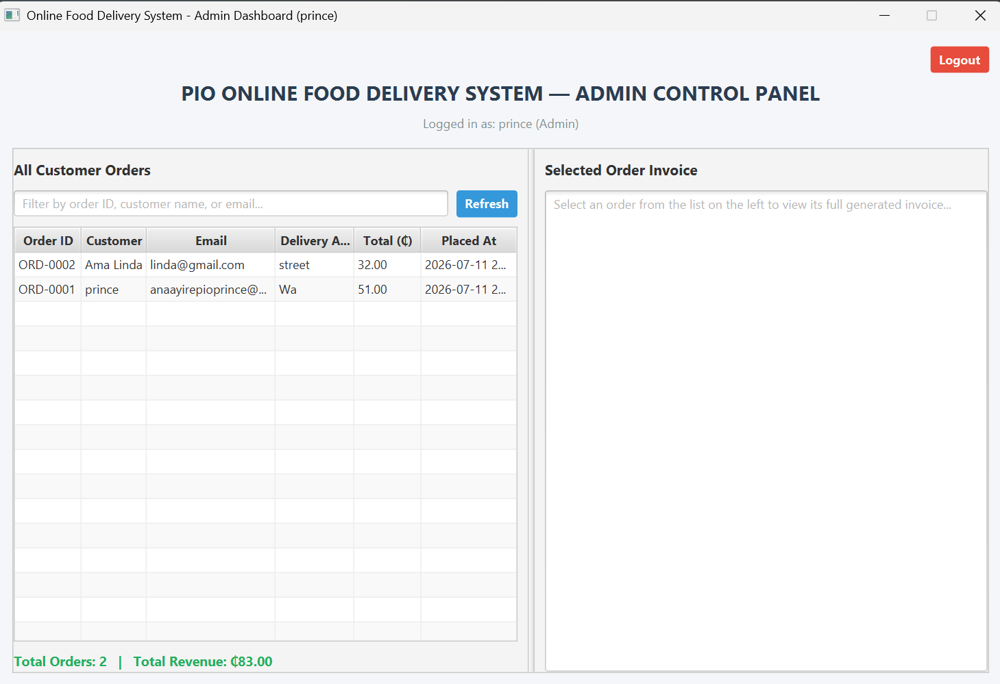 Online Food Delivery System - Admin Dashboard (prince)
Logout
PIO ONLINE FOOD DELIVERY SYSTEM — ADMIN CONTROL PANEL
Logged in as: prince (Admin)
All Customer Orders
Filter by order ID, customer name, or email...
Refresh
Order ID Customer Email Delivery A... Total (₵) Placed At
ORD-0002 Ama Linda linda@gmail.com street 32.00 2026-07-11 2...
ORD-0001 prince anaayirepioprince@... Wa 51.00 2026-07-11 2...
Total Orders: 2 | Total Revenue: ₵83.00
Selected Order Invoice
Select an order from the list on the left to view its full generated invoice...